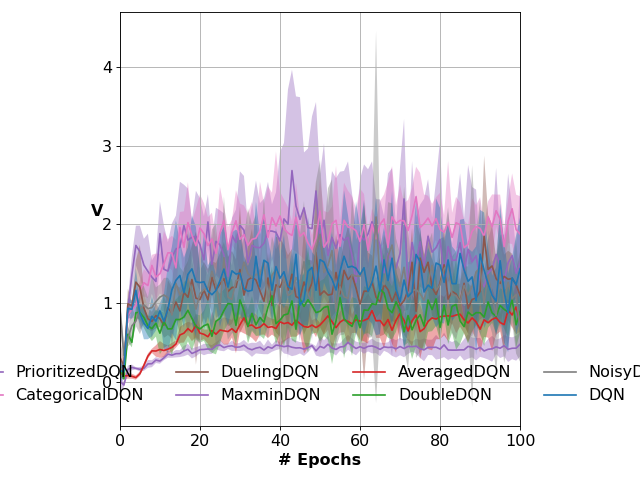 4
3
V
2
1
PrioritizedDQN DuelingDQN AveragedDQN NoisyD
0
CategoricalDQN MaxminDQN DoubleDQN DQN
0 20 40 60 80 100
# Epochs